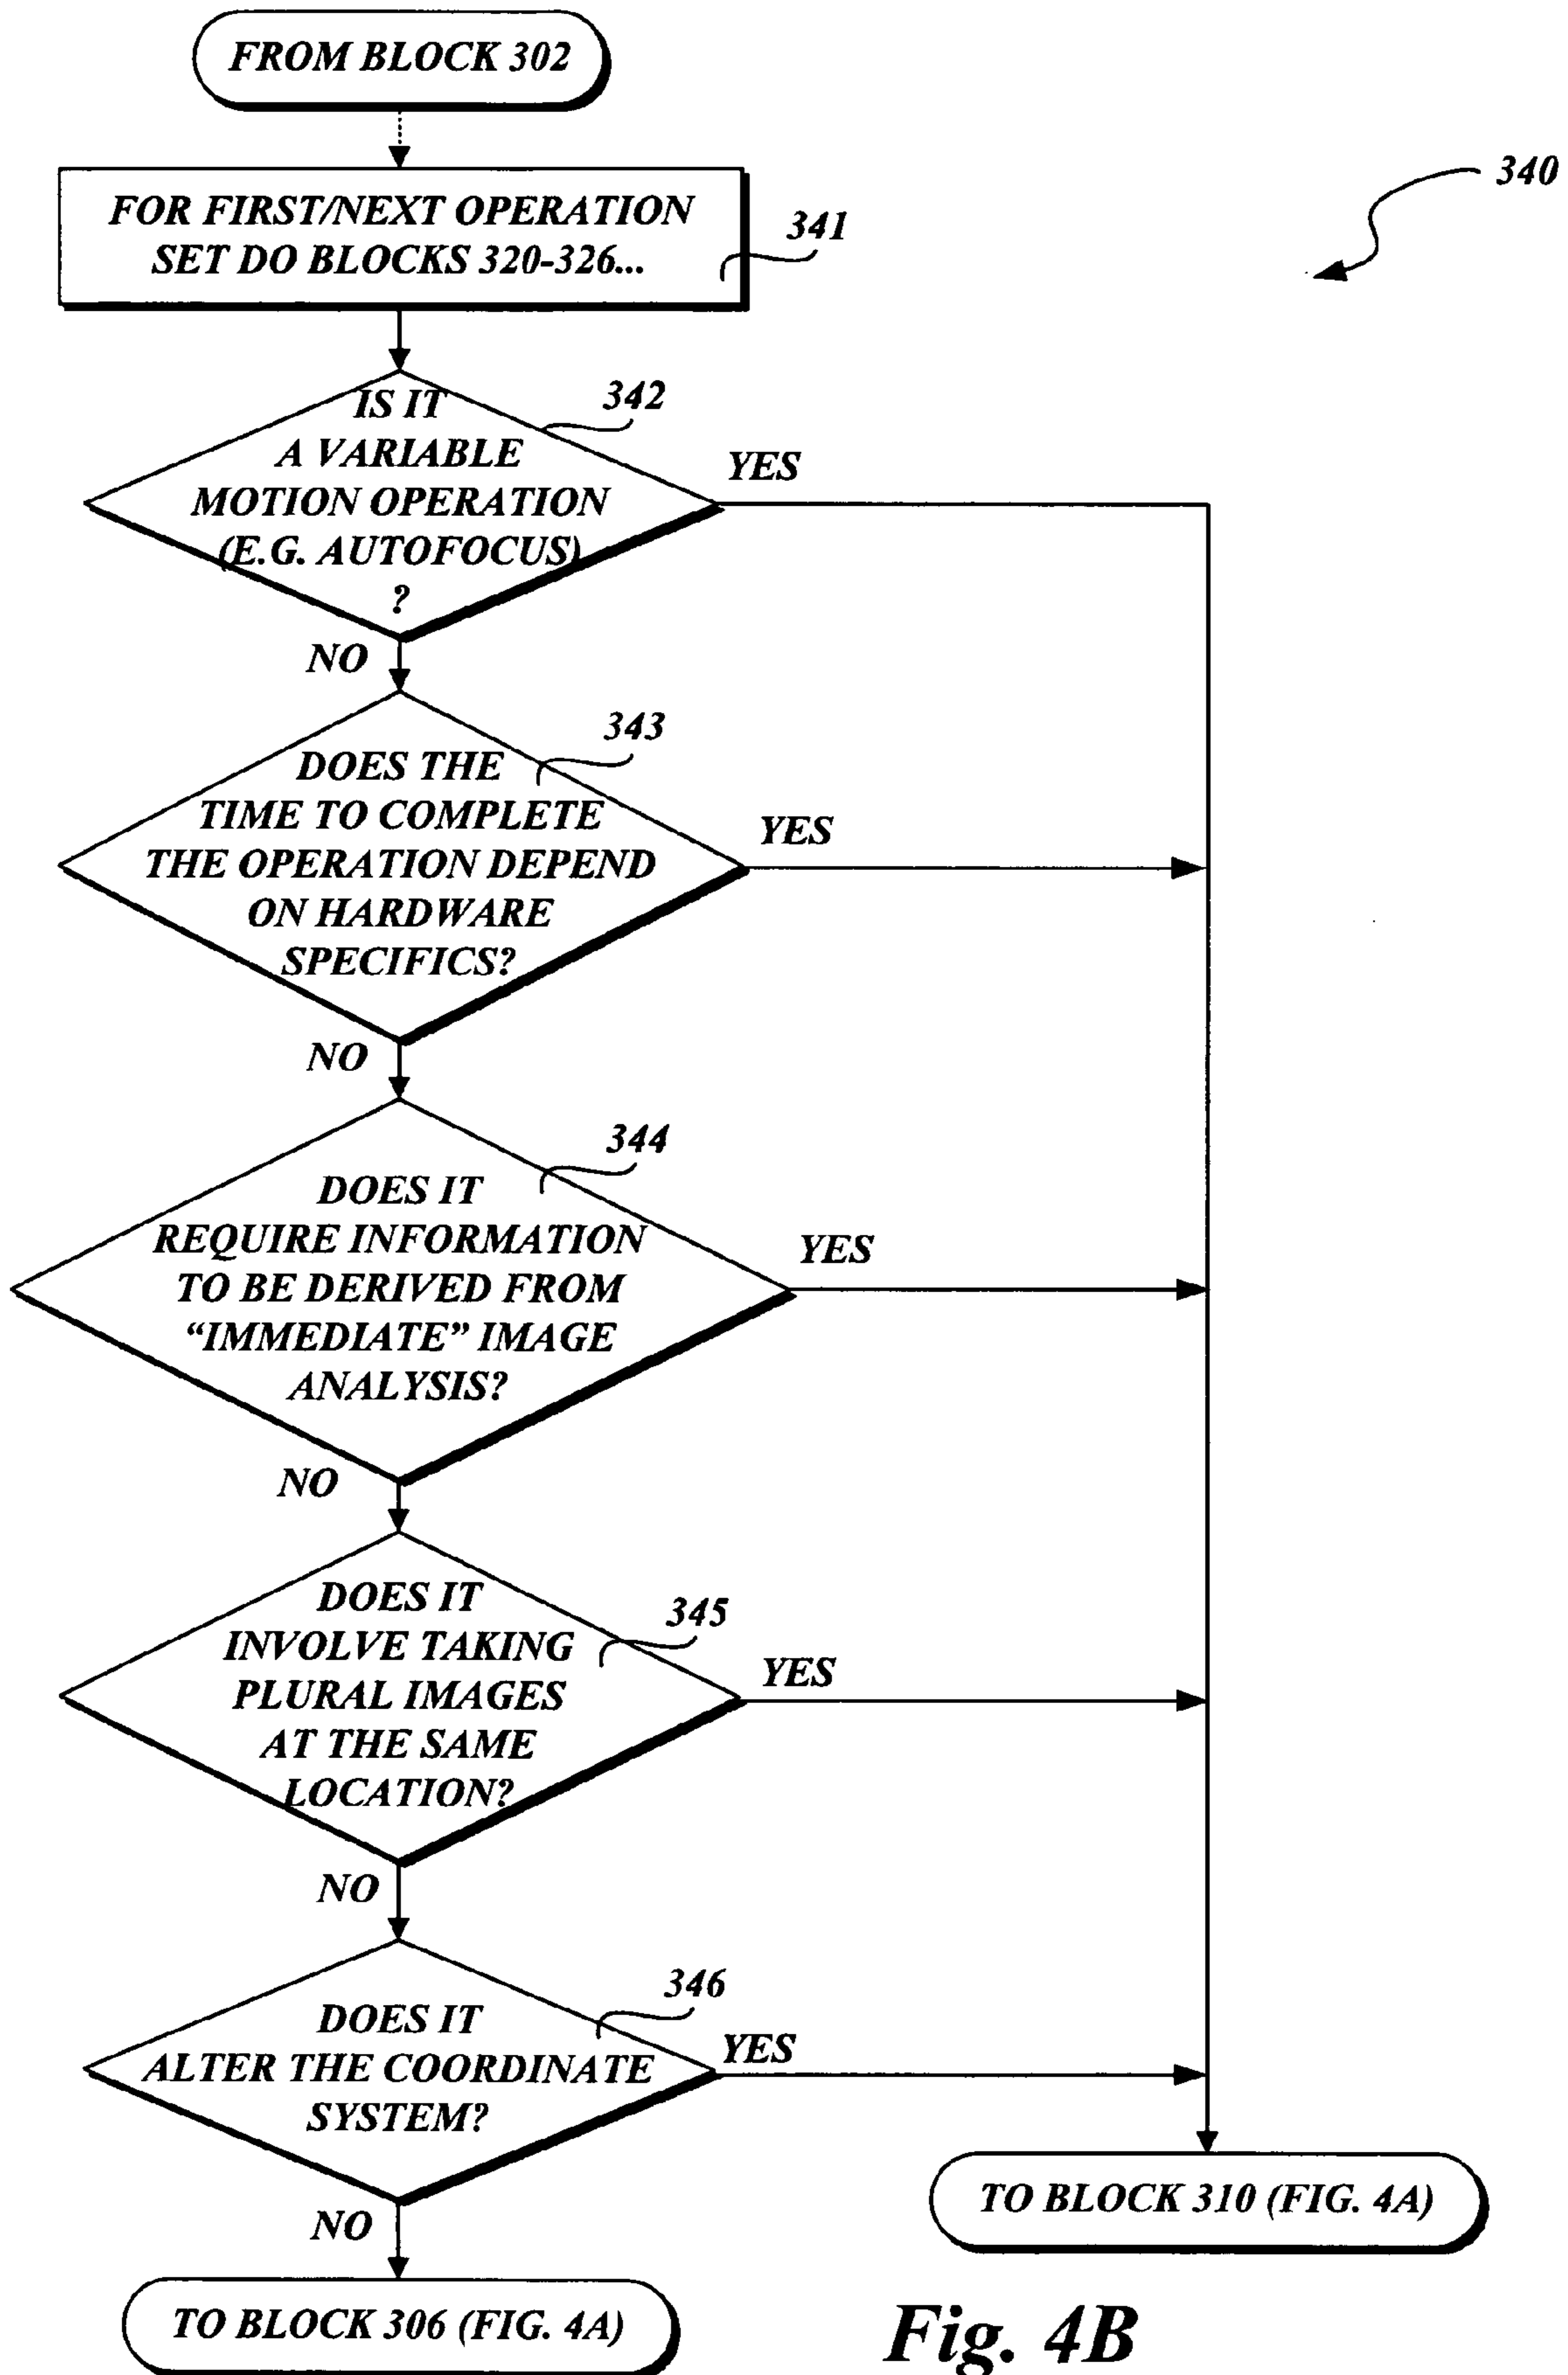 FROM BLOCK 302
340
FOR FIRST/NEXT OPERATION
SET DO BLOCKS 320-326...
341
IS IT
A VARIABLE
MOTION OPERATION
(E.G. AUTOFOCUS)
?
342
YES
NO
DOES THE
TIME TO COMPLETE
THE OPERATION DEPEND
ON HARDWARE
SPECIFICS?
343
YES
NO
DOES IT
REQUIRE INFORMATION
TO BE DERIVED FROM
“IMMEDIATE” IMAGE
ANALYSIS?
344
YES
NO
DOES IT
INVOLVE TAKING
PLURAL IMAGES
AT THE SAME
LOCATION?
345
YES
NO
DOES IT
ALTER THE COORDINATE
SYSTEM?
346
YES
NO
TO BLOCK 310 (FIG. 4A)
TO BLOCK 306 (FIG. 4A)
Fig. 4B